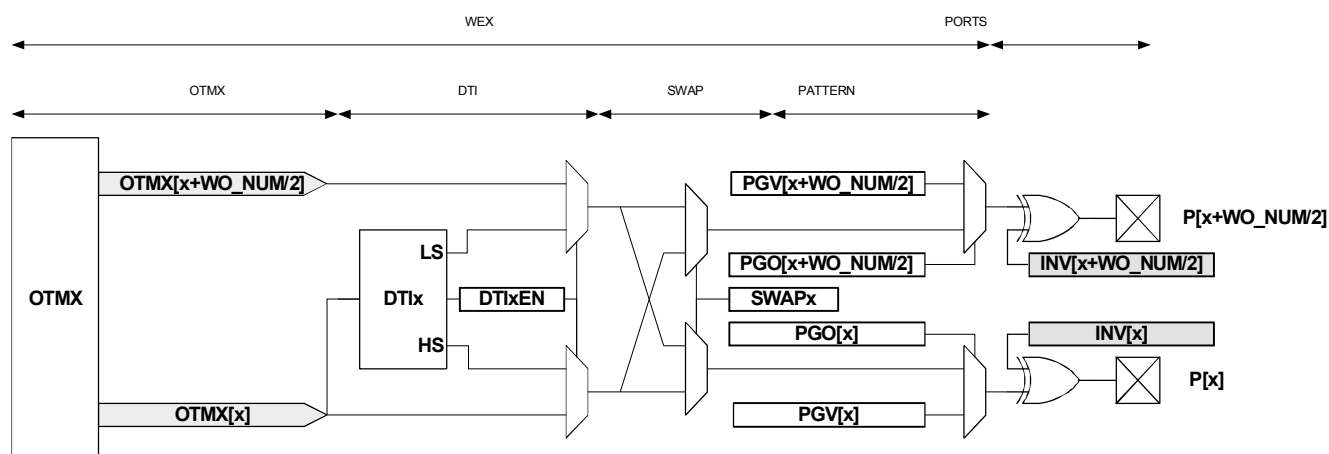 WEX PORTS
OTMX DTI SWAP PATTERN
OTMX[x+WO_NUM/2] PGV[x+WO_NUM/2]
P[x+WO_NUM/2]
LS
PGO[x+WO_NUM/2] INV[x+WO_NUM/2]
OTMX DTIx DTIxEN SWAPx
HS PGO[x] INV[x]
P[x]
OTMX[x] PGV[x]